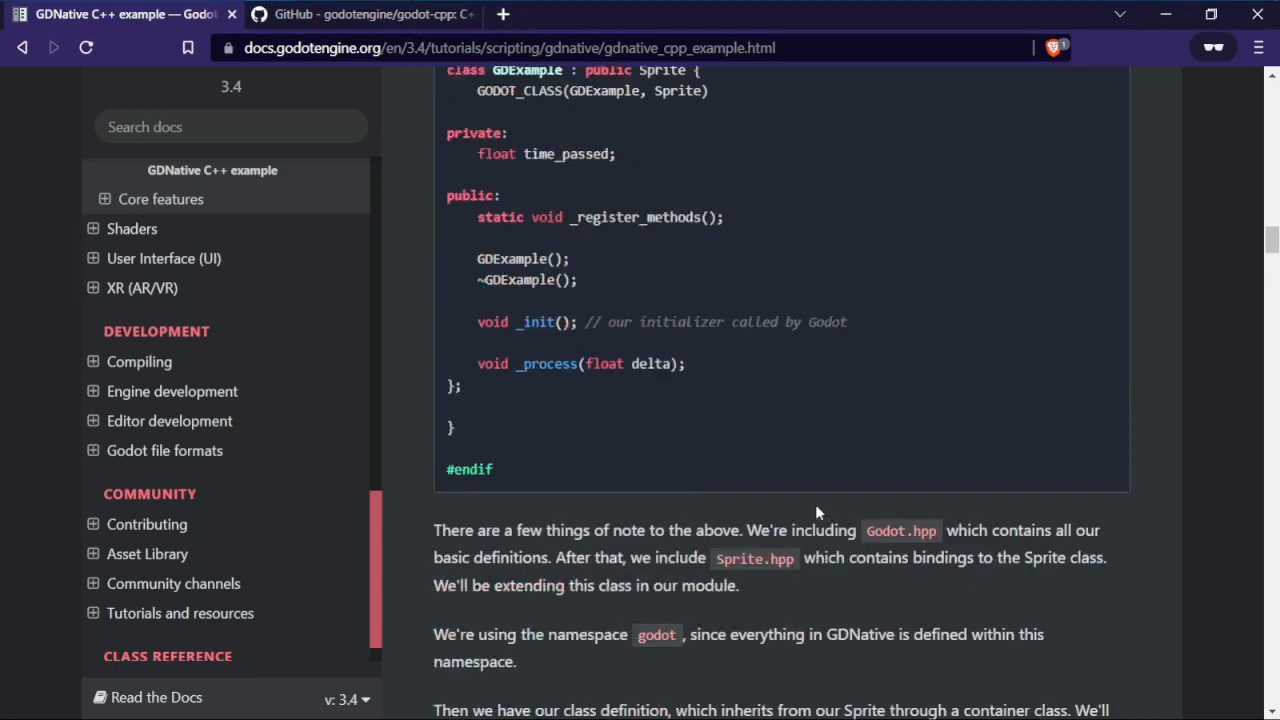 GDNative C++ example — Godot
GitHub - godotengine/godot-cpp: C+
docs.godotengine.org/en/3.4/tutorials/scripting/gdnative/gdnative_cpp_example.html
1
3.4
Search docs
GDNative C++ example
Core features
Shaders
User Interface (UI)
XR (AR/VR)
DEVELOPMENT
Compiling
Engine development
Editor development
Godot file formats
COMMUNITY
Contributing
Asset Library
Community channels
Tutorials and resources
CLASS REFERENCE
Read the Docs
v: 3.4
class GDExample : public Sprite {
GODOT_CLASS(GDExample, Sprite)
private:
float time_passed;
public:
static void _register_methods();
GDExample();
~GDExample();
void _init(); // our initializer called by Godot
void _process(float delta);
};
}
#endif
There are a few things of note to the above. We're including Godot.hpp which contains all our
basic definitions. After that, we include Sprite.hpp which contains bindings to the Sprite class.
We'll be extending this class in our module.
We're using the namespace godot, since everything in GDNative is defined within this
namespace.
Then we have our class definition, which inherits from our Sprite through a container class. We'll